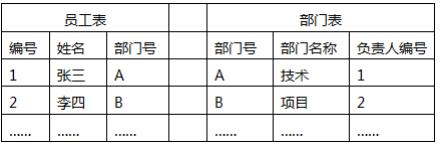 员工表 部门表
编号 姓名 部门号 部门号 部门名称 负责人编号
1 张三 A A 技术 1
2 李四 B B 项目 2
…… …… …… …… …… ……